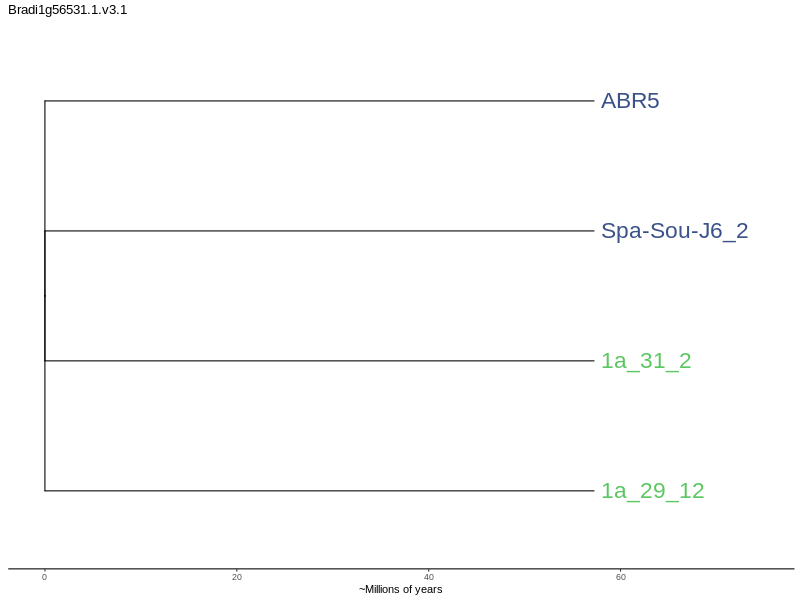 Bradi1g56531.1.v3.1
ABR5
Spa-Sou-J6_2
1a_31_2
1a_29_12
0 20 40 60
~Millions of years